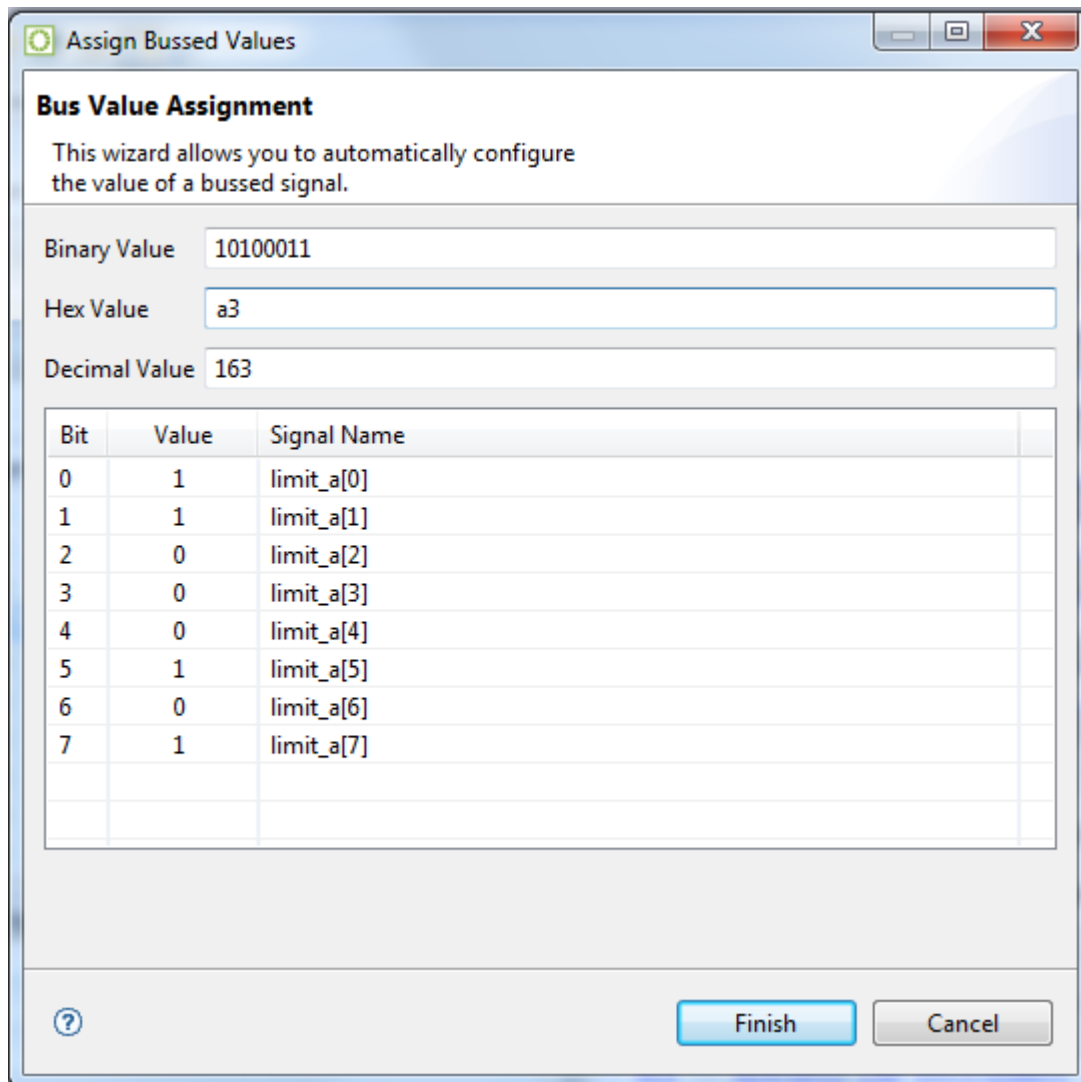 Assign Bussed Values
Bus Value Assignment
This wizard allows you to automatically configure
the value of a bussed signal.
Binary Value 10100011
Hex Value a3
Decimal Value 163
Bit Value Signal Name
0 1 limit_a[0]
1 1 limit_a[1]
2 0 limit_a[2]
3 0 limit_a[3]
4 0 limit_a[4]
5 1 limit_a[5]
6 0 limit_a[6]
7 1 limit_a[7]
? Finish Cancel